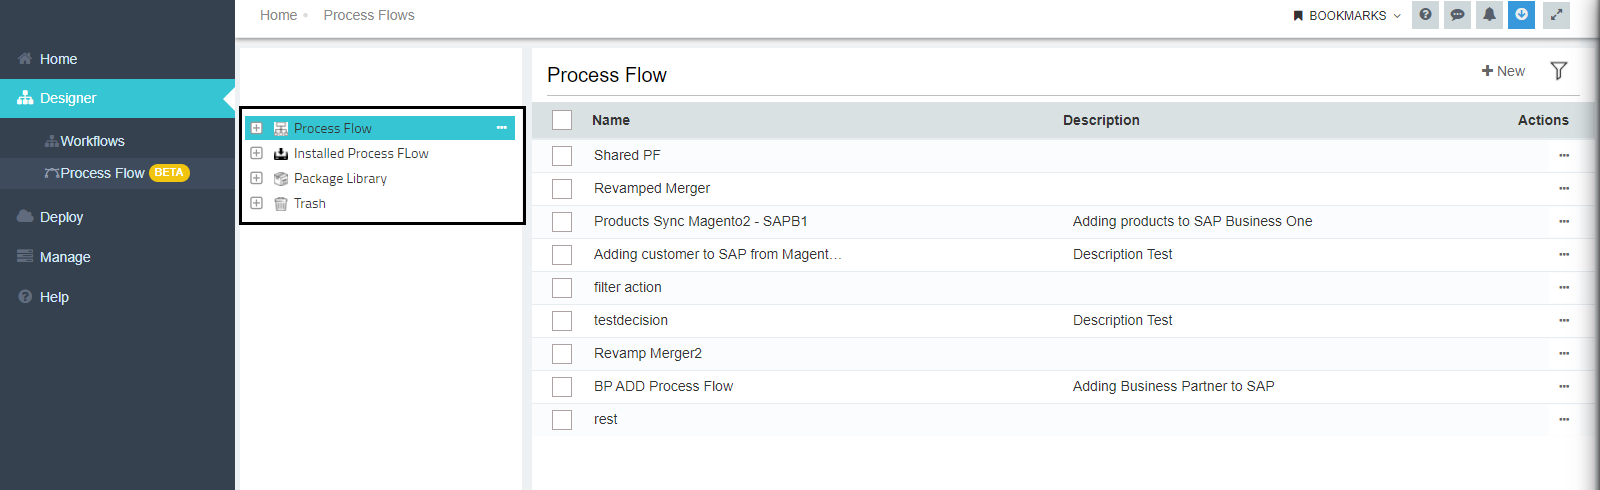 Home Process Flows
BOOKMARKS
Home
Designer
Workflows
Process Flow BETA
Deploy
Manage
Help
Process Flow
Installed Process FLow
Package Library
Trash
Process Flow
New
Name Description Actions
Shared PF
Revamped Merger
Products Sync Magento2 - SAPB1 Adding products to SAP Business One
Adding customer to SAP from Magent... Description Test
filter action
testdecision Description Test
Revamp Merger2
BP ADD Process Flow Adding Business Partner to SAP
rest